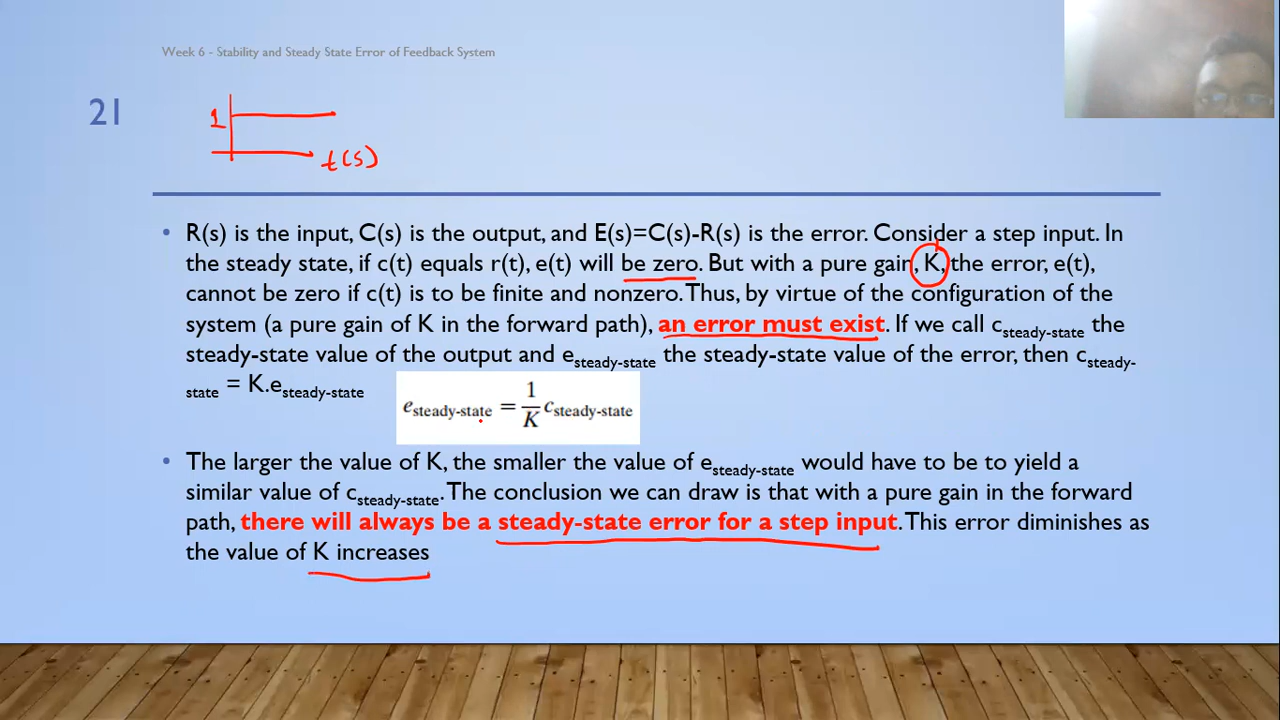 Week 6 - Stability and Steady State Error of Feedback System
21
1
t(s)
• R(s) is the input, C(s) is the output, and E(s)=C(s)-R(s) is the error. Consider a step input. In
the steady state, if c(t) equals r(t), e(t) will be zero. But with a pure gain, K, the error, e(t),
cannot be zero if c(t) is to be finite and nonzero. Thus, by virtue of the configuration of the
system (a pure gain of K in the forward path), an error must exist. If we call csteady-state the
steady-state value of the output and esteady-state the steady-state value of the error, then csteady-
state = K.esteady-state
esteady-state = 1/K csteady-state
• The larger the value of K, the smaller the value of esteady-state would have to be to yield a
similar value of csteady-state. The conclusion we can draw is that with a pure gain in the forward
path, there will always be a steady-state error for a step input. This error diminishes as
the value of K increases